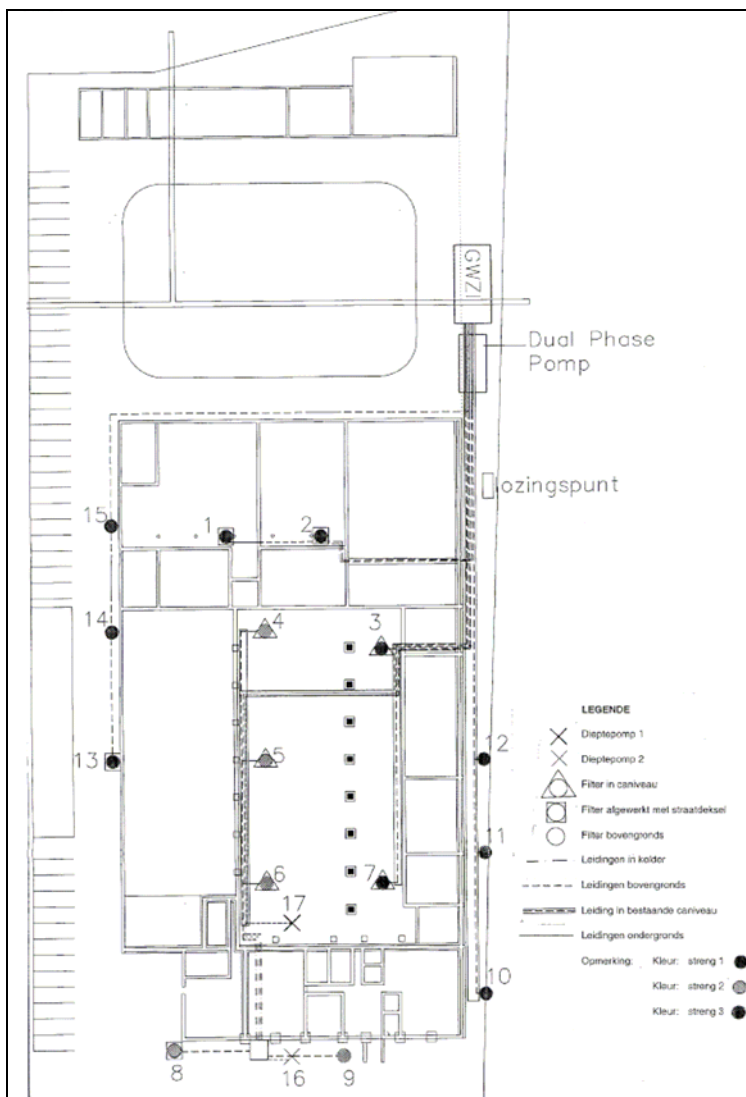 GWZI
Dual Phase
Pomp
ozingspunt
15
1
2
14
4
3
13
5
12
6
7
11
17
10
8
16
9
LEGENDE
Dieptepomp 1
Dieptepomp 2
Filter in caniveau
Filter afgewerkt met straatdeksel
Filter bovengronds
Leidingen in kelder
Leidingen bovengronds
Leiding in bestaande caniveau
Leidingen ondergronds
Opmerking: Kleur: streng 1
Kleur: streng 2
Kleur: streng 3